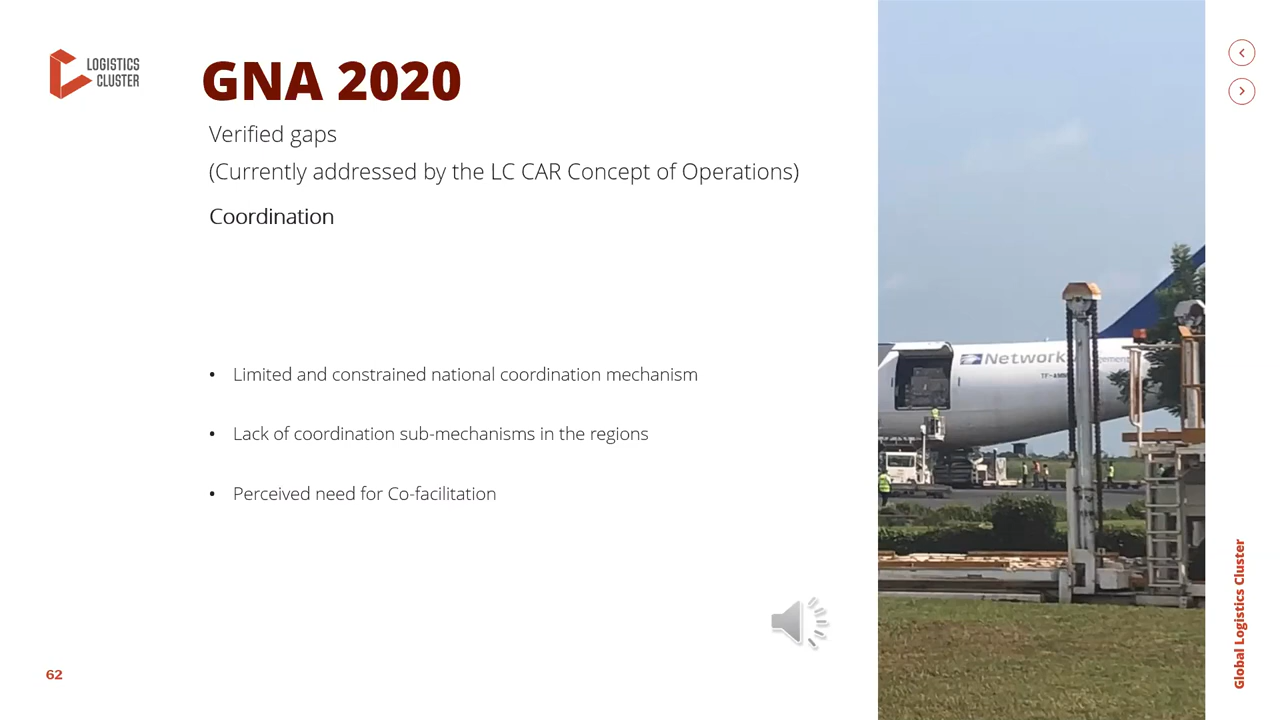 LOGISTICS
CLUSTER
GNA 2020
Verified gaps
(Currently addressed by the LC CAR Concept of Operations)
Coordination
• Limited and constrained national coordination mechanism
• Lack of coordination sub-mechanisms in the regions
• Perceived need for Co-facilitation
Network
62
Global Logistics Cluster